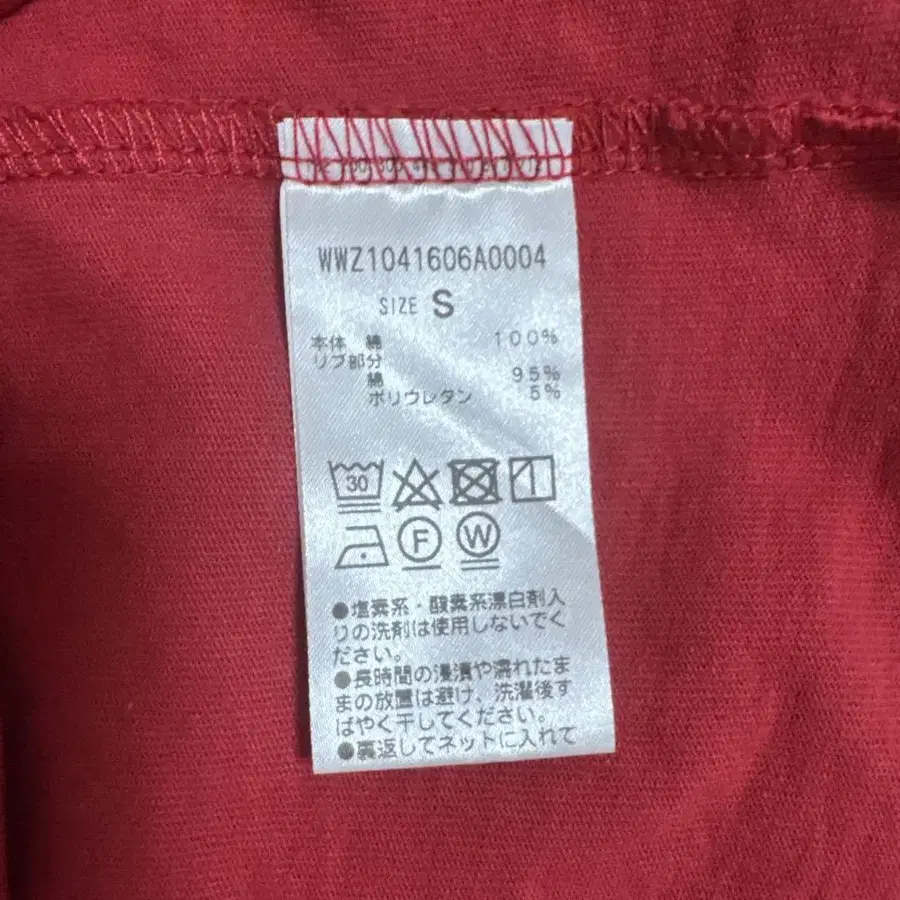 WWZ1041606A0004
SIZE S
本体 綿 100%
リブ部分
綿 95%
ポリウレタン 5%
30
F W
●塩素系・酸素系漂白剤入
りの洗剤は使用しないでく
ださい。
●長時間の浸漬や濡れたま
まの放置は避け、洗濯後す
ばやく干してください。
●裏返してネットに入れて